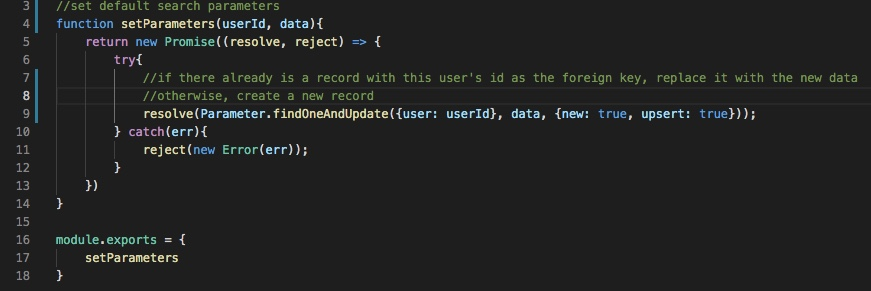 3 //set default search parameters
4 function setParameters(userId, data){
5 return new Promise((resolve, reject) => {
6 try{
7 //if there already is a record with this user's id as the foreign key, replace it with the new data
8 //otherwise, create a new record
9 resolve(Parameter.findOneAndUpdate({user: userId}, data, {new: true, upsert: true}));
10 } catch(err){
11 reject(new Error(err));
12 }
13 })
14 }
15
16 module.exports = {
17 setParameters
18 }